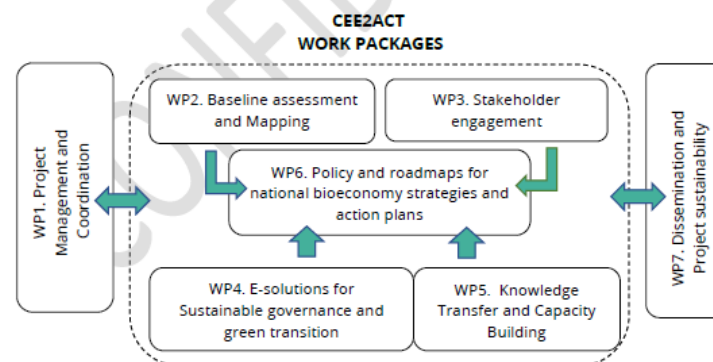 CEE2ACT
WORK PACKAGES
WP1. Project
Management and
Coordination
WP2. Baseline assessment
and Mapping
WP3. Stakeholder
engagement
WP6. Policy and roadmaps for
national bioeconomy strategies and
action plans
WP4. E-solutions for
Sustainable governance and
green transition
WP5. Knowledge
Transfer and Capacity
Building
WP7. Dissemination and
Project sustainability